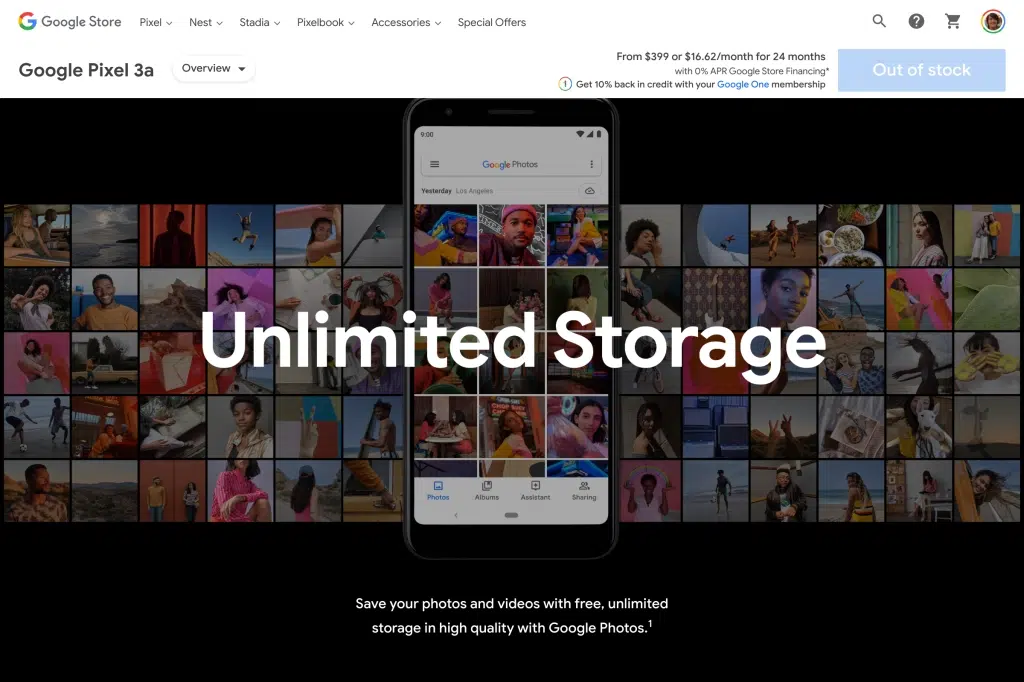 Google Store Pixel Nest Stadia Pixelbook Accessories Special Offers
Google Pixel 3a
Overview
From $399 or $16.62/month for 24 months
with 0% APR Google Store Financing*
1 Get 10% back in credit with your Google One membership
Out of stock
9:00
Google Photos
Yesterday Los Angeles
Unlimited Storage
CHOP SUEY
Photos Albums Assistant Sharing
Save your photos and videos with free, unlimited
storage in high quality with Google Photos.1